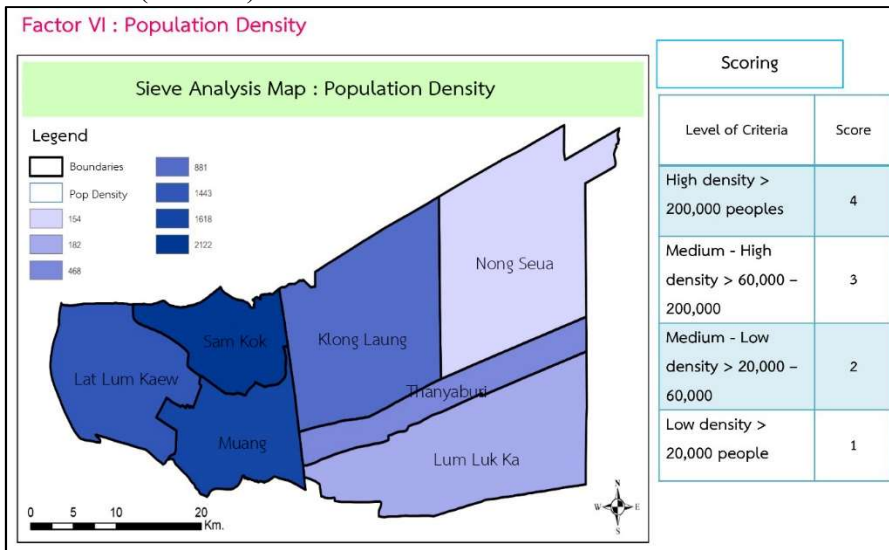 Factor VI : Population Density
Sieve Analysis Map : Population Density
Legend
Boundaries
Pop Density
154
182
468
881
1443
1618
2122
Nong Seua
Sam Kok
Klong Laung
Lat Lum Kaew
Thanyaburi
Muang
Lum Luk Ka
0 5 10 20
Km.
N
W E
S
Scoring
Level of Criteria Score
High density >
200,000 peoples
4
Medium - High
density > 60,000 –
200,000
3
Medium - Low
density > 20,000 –
60,000
2
Low density >
20,000 people
1